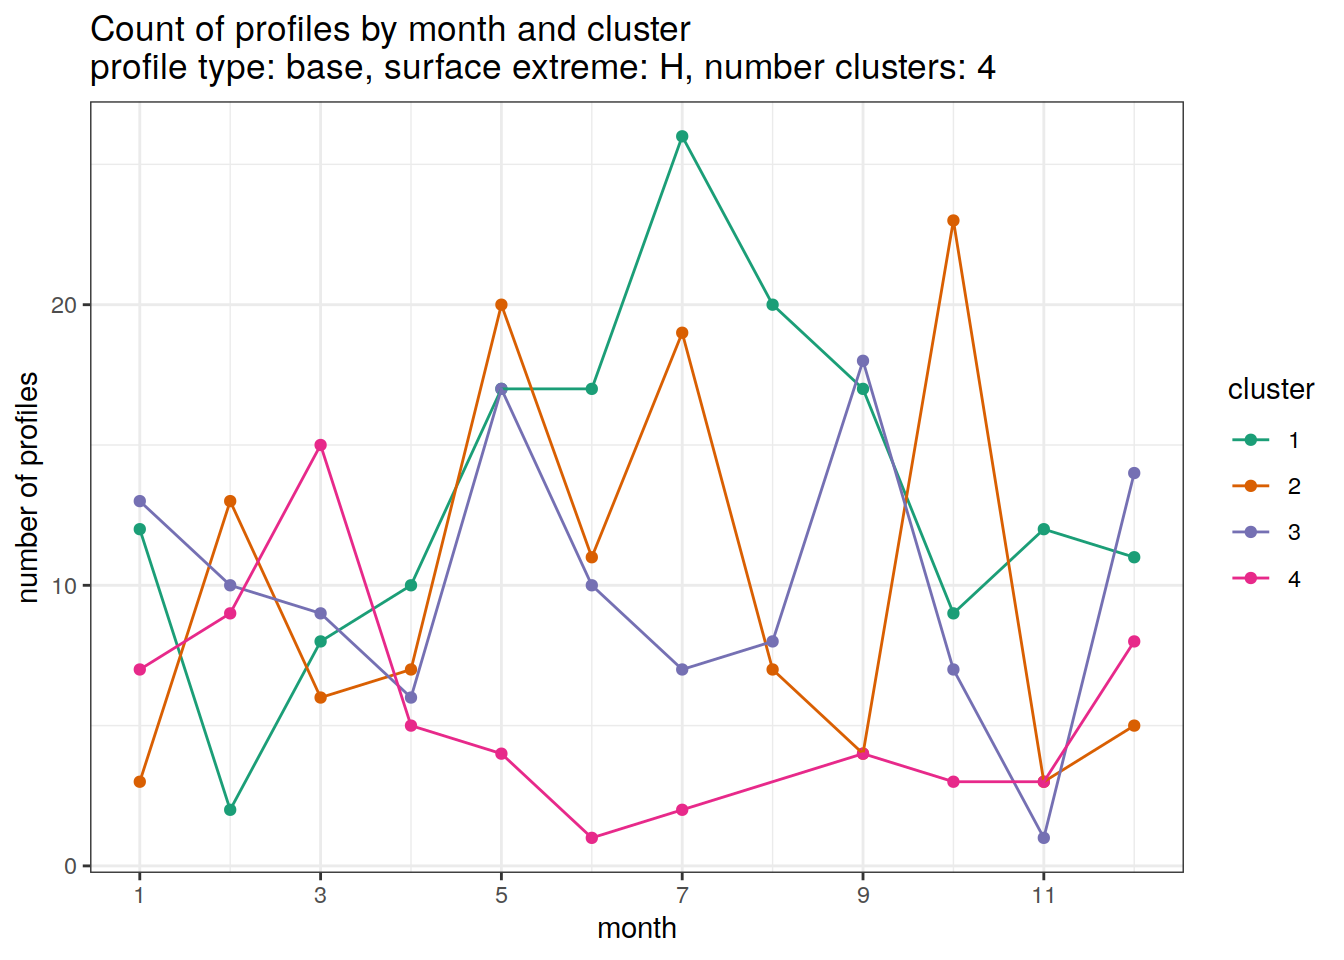 Count of profiles by month and cluster
profile type: base, surface extreme: H, number clusters: 4
number of profiles
20
10
0
1 3 5 7 9 11
month
cluster
1
2
3
4